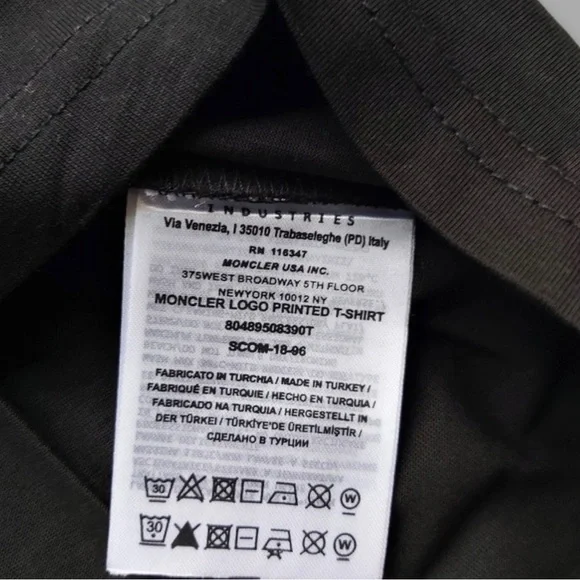 INDUSTRIES
Via Venezia, I 35010 Trabaseleghe (PD) Italy
RN 116347
MONCLER USA INC.
375WEST BROADWAY 5TH FLOOR
NEWYORK 10012 NY
MONCLER LOGO PRINTED T-SHIRT
80489508390T
SCOM-18-96
FABRICATO IN TURCHIA / MADE IN TURKEY /
FABRIQUÉ EN TURQUIE / HECHO EN TURQUIA /
FABRICADO NA TURQUIA / HERGESTELLT IN
DER TÜRKEI / TÜRKİYE'DE ÜRETİLMİŞTİR /
СДЕЛАНО В ТУРЦИИ
30 W
30 W